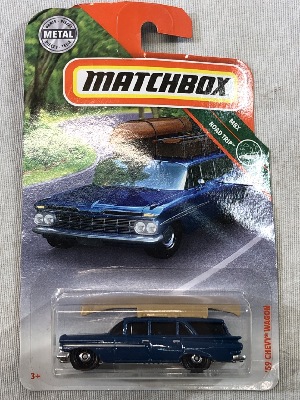 METAL
MATCHBOX
MBX
ROAD TRIP
'59 CHEVY® WAGON
3+